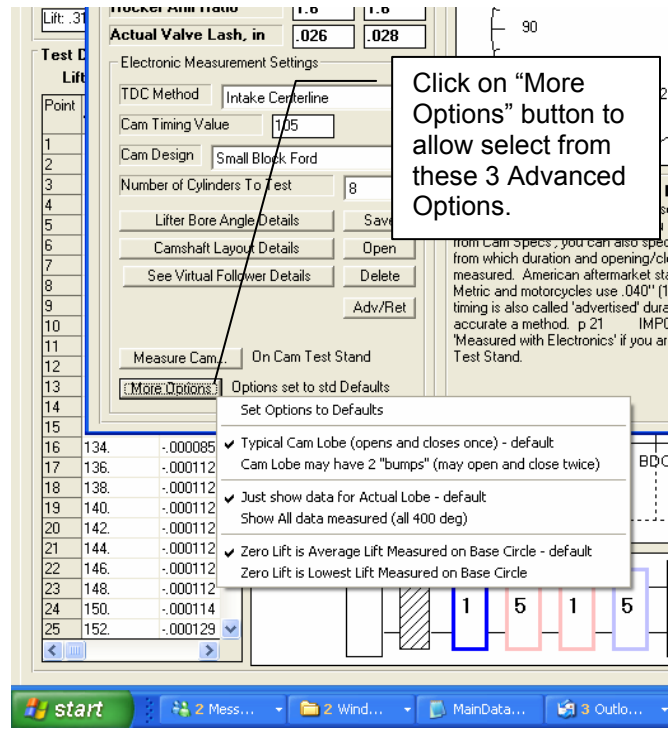 Rocker Arm Ratio 1.6 1.6
Lift: .31
Actual Valve Lash, in .026 .028
Test D
Lift
Electronic Measurement Settings
TDC Method Intake Centerline
Cam Timing Value 105
Cam Design Small Block Ford
Number of Cylinders To Test 8
Lifter Bore Angle Details Save
Camshaft Layout Details Open
See Virtual Follower Details Delete
Adv/Ret
Measure Cam... On Cam Test Stand
More Options Options set to std Defaults
90
Click on “More
Options” button to
allow select from
these 3 Advanced
Options.
from Cam Specs', you can also spec
from which duration and opening/cl
measured. American aftermarket sta
Metric and motorcycles use .040" (1
timing is also called 'advertised' dura
accurate a method. p 21 IMPO
'Measured with Electronics' if you ar
Test Stand.
Set Options to Defaults
Typical Cam Lobe (opens and closes once) - default
Cam Lobe may have 2 "bumps" (may open and close twice)
Just show data for Actual Lobe - default
Show All data measured (all 400 deg)
Zero Lift is Average Lift Measured on Base Circle - default
Zero Lift is Lowest Lift Measured on Base Circle
Point
1
2
3
4
5
6
7
8
9
10
11
12
13
14
15
16 134. -.000085
17 136. -.000112
18 138. -.000112
19 140. -.000112
20 142. -.000112
21 144. -.000112
22 146. -.000112
23 148. -.000112
24 150. -.000114
25 152. -.000129
BDC
1 5 1 5
start 2 Mess... 2 Wind... MainData... 3 Outlo...